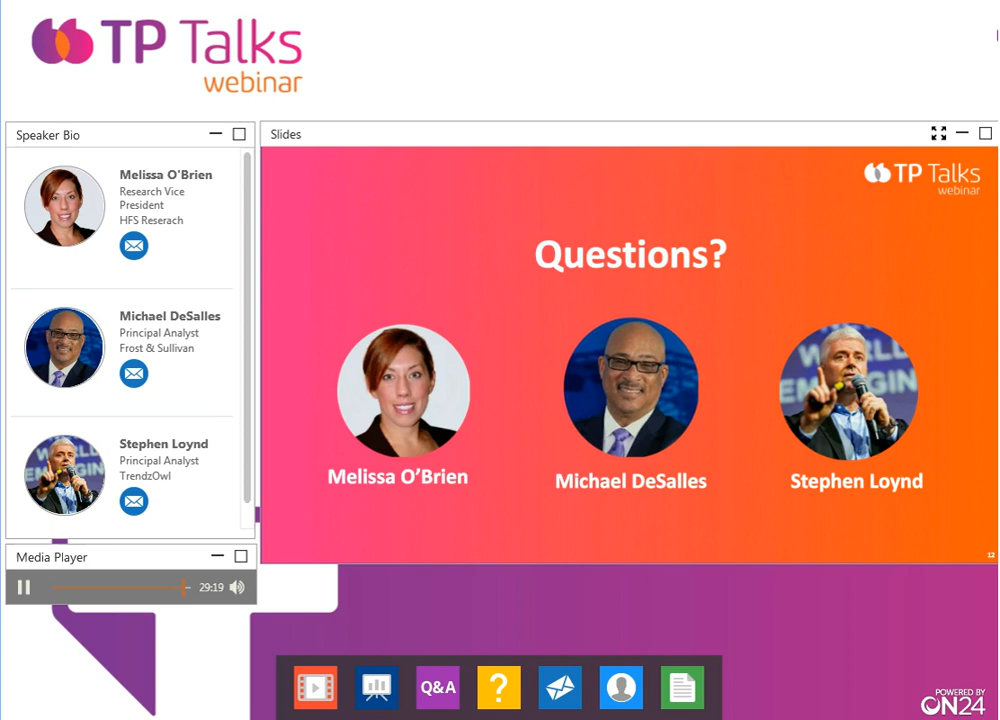 TP Talks
webinar
Speaker Bio
Melissa O'Brien
Research Vice
President
HFS Reserach
Michael DeSalles
Principal Analyst
Frost & Sullivan
Stephen Loynd
Principal Analyst
TrendzOwl
Media Player
29:19
Slides
TP Talks
webinar
Questions?
WORLD
EMERGING
Melissa O’Brien
Michael DeSalles
Stephen Loynd
12
Q&A
?
POWERED BY
ON24